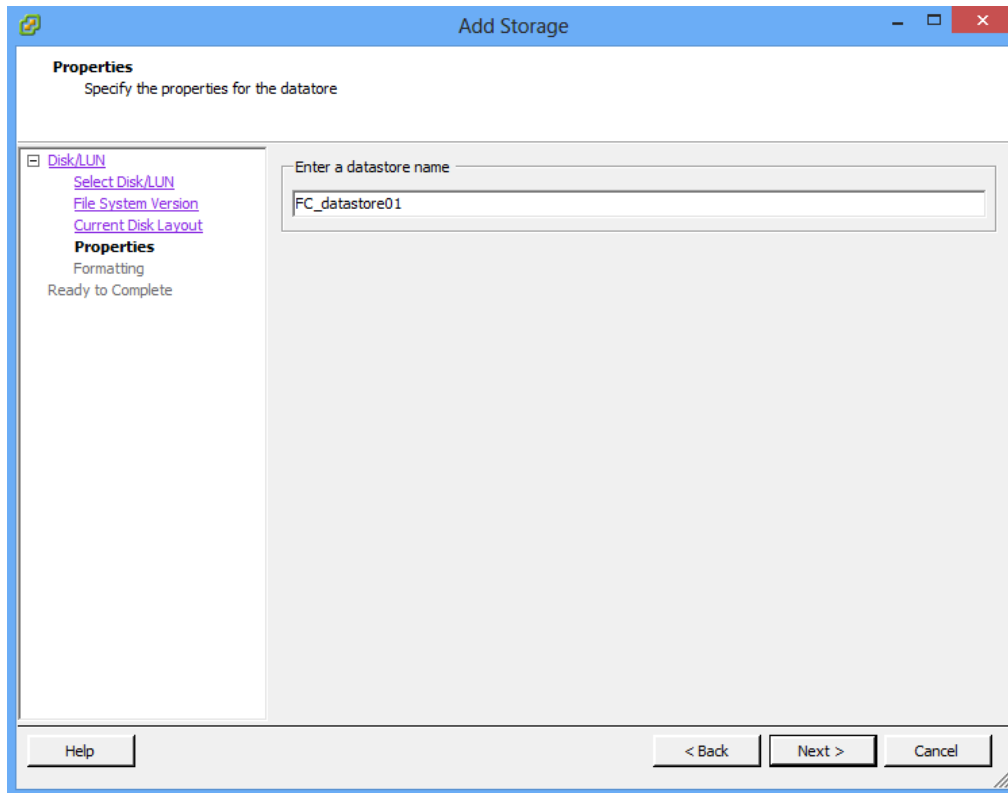 Add Storage
Properties
Specify the properties for the datatore
Disk/LUN
Select Disk/LUN
File System Version
Current Disk Layout
Properties
Formatting
Ready to Complete
Enter a datastore name
FC_datastore01
Help
< Back
Next >
Cancel